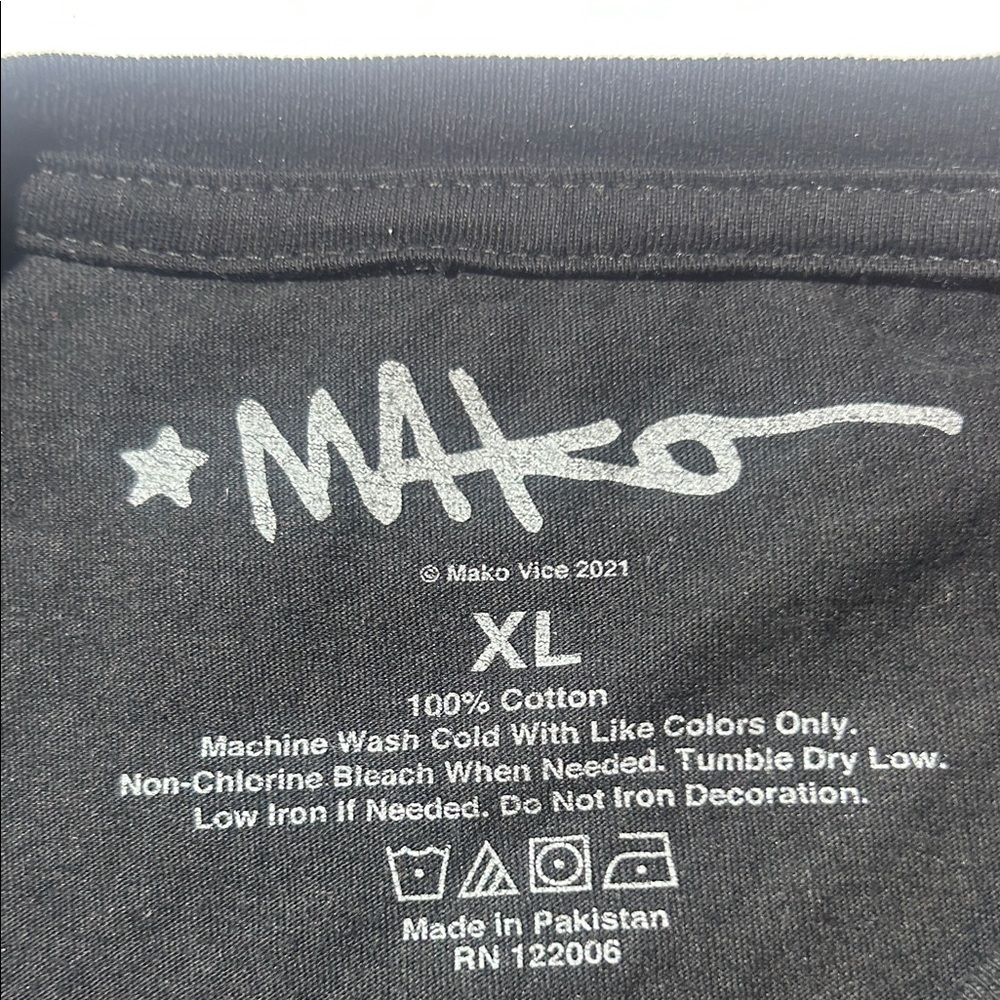 MAKO
© Mako Vice 2021
XL
100% Cotton
Machine Wash Cold With Like Colors Only.
Non-Chlorine Bleach When Needed. Tumble Dry Low.
Low Iron If Needed. Do Not Iron Decoration.
Made in Pakistan
RN 122006